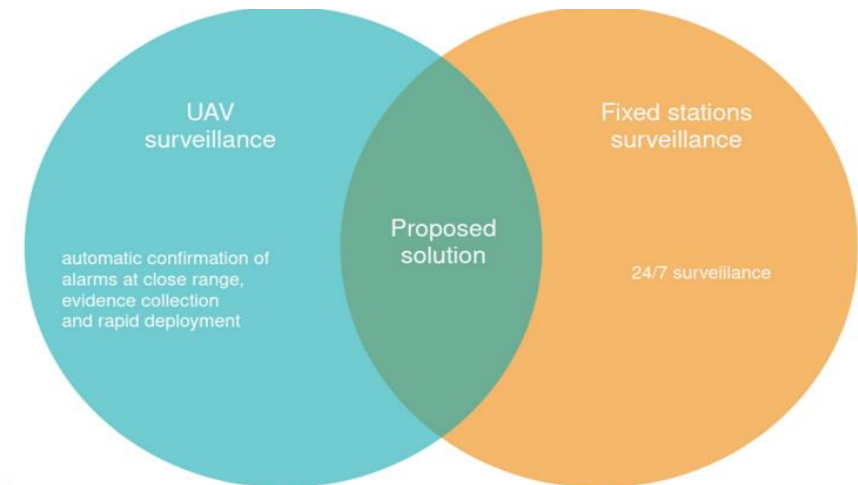 UAV
surveillance
automatic confirmation of
alarms at close range,
evidence collection
and rapid deployment
Proposed
solution
Fixed stations
surveillance
24/7 surveiillance